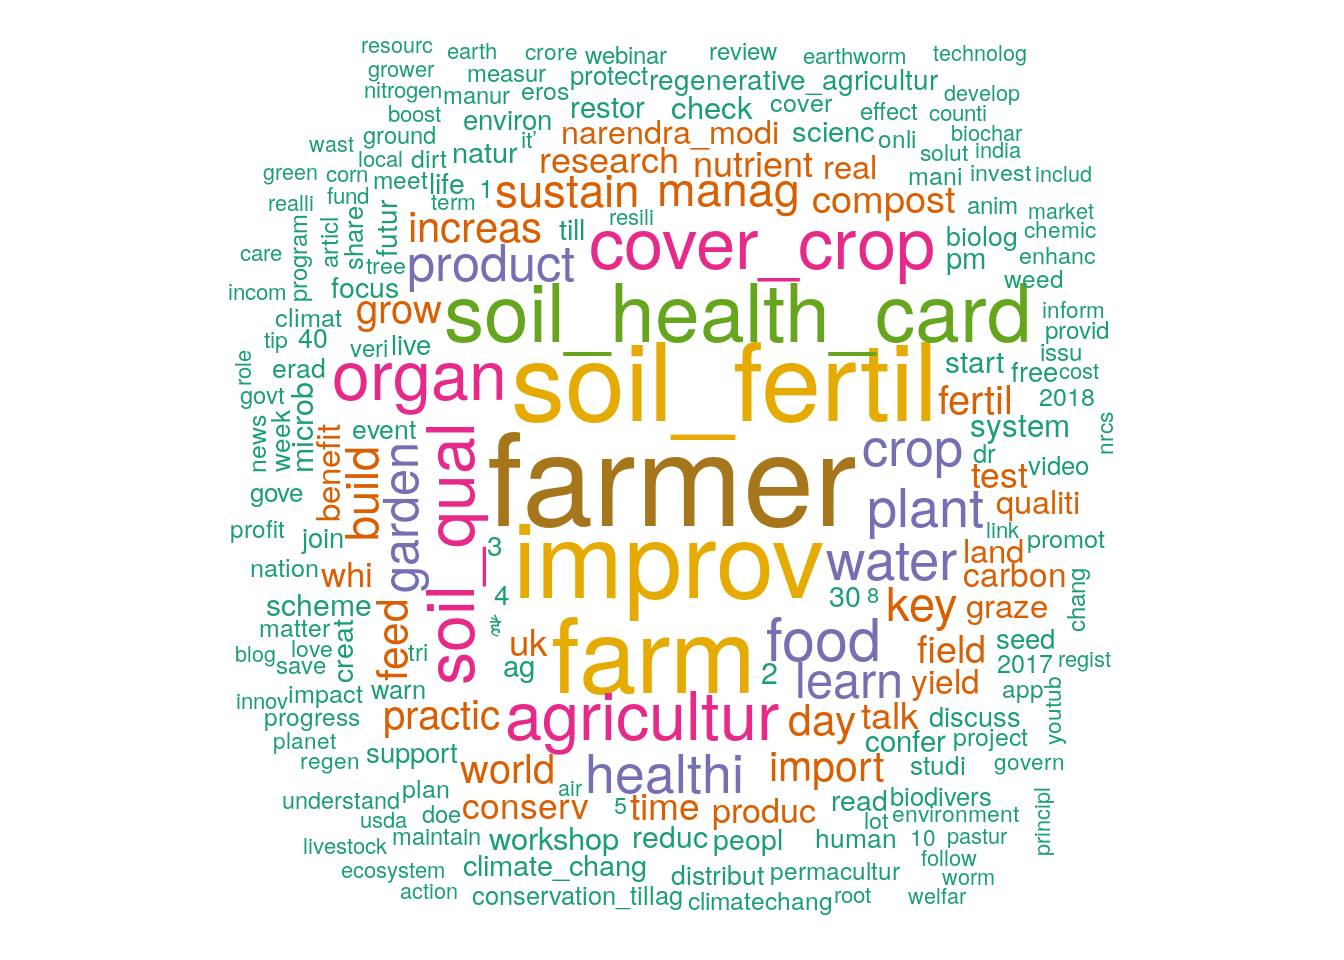 resourc
earth
crore
webinar
review
earthworm
technolog
grower
measur
protect
regenerative_agricultur
nitrogen
manur
eros
restor
check
cover
effect
develop
boost
environ
narendra_modi
scienc
onli
counti
biochar
wast
ground
it'
natur
local
dirt
research
nutrient
real
solut
india
green
corn
meet
life
1
sustain
manag
compost
mani
invest
includ
realli
fund
term
resili
anim
market
program
articl
share
futur
increas
till
cover_crop
biolog
chemic
care
tree
product
pm
enhanc
weed
incom
focus
grow
soil_health_card
inform
climat
provid
tip
40
veri
live
soil_fertil
start
issu
role
erad
organ
free
cost
govt
microb
fertil
2018
news
week
benefit
event
build
garden
soil_qual
farmer
crop
system
nrcs
dr
video
gove
test
plant
qualiti
profit
join
3
improv
link
promot
nation
whi
water
land
carbon
chang
scheme
feed
4
30
8
key
graze
matter
creat
है
uk
farm
food
field
seed
blog
love
save
tri
ag
2
learn
yield
2017
regist
innov
impact
warn
app
youtub
progress
practic
agricultur
day
talk
discuss
planet
confer
project
regen
support
world
healthi
import
studi
govern
understand
plan
air
usda
doe
conserv
5
time
produc
read
biodivers
lot
environment
principl
livestock
maintain
workshop
reduc
peopl
human
10
pastur
ecosystem
climate_chang
distribut
permacultur
follow
worm
action
conservation_tillag
climatechang
root
welfar